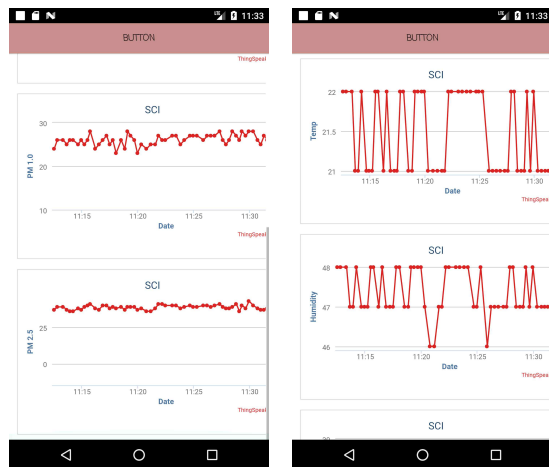 LTE 11:33
BUTTON
ThingSpeak
SCI
PM 1.0
30
20
10
11:15 11:20 11:25 11:30
Date
ThingSpeak
SCI
PM 2.5
25
0
11:15 11:20 11:25 11:30
Date
ThingSpeak
LTE 11:33
BUTTON
SCI
Temp
22
21.5
21
11:15 11:20 11:25 11:30
Date
ThingSpeak
SCI
Humidity
48
47
46
11:15 11:20 11:25 11:30
Date
ThingSpeak
SCI